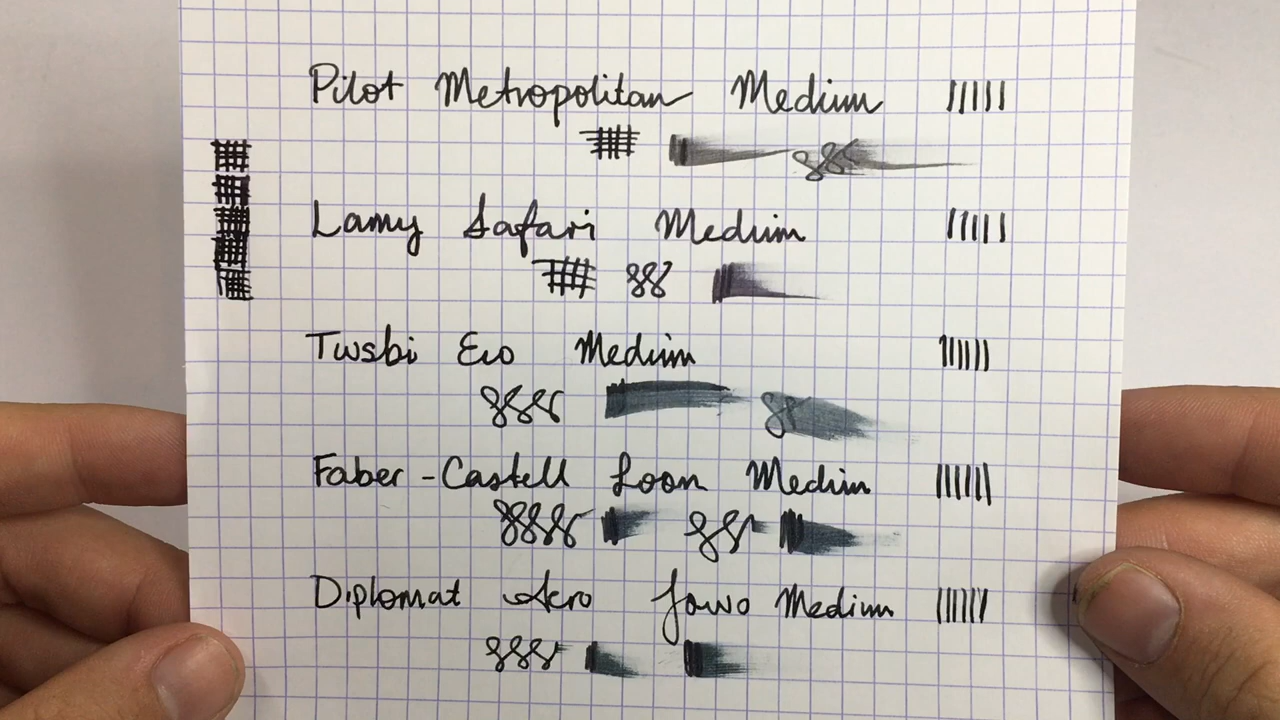 Pilot Metropolitan Medium
Lamy Safari Medium
Twsbi Eco Medium
Faber-Castell Loom Medium
Diplomat Aero Jowo Medium